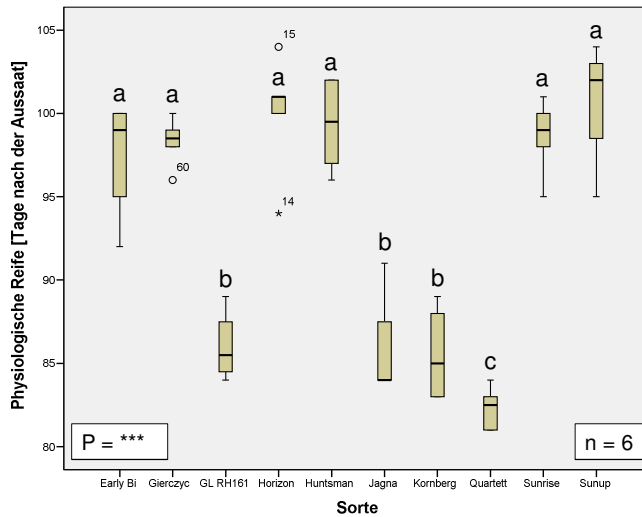 Physiologische Reife [Tage nach der Aussaat]
105
100
95
90
85
80
a
a
60
b
15
a
14
a
b
b
c
a
a
P = ***
n = 6
Early Bi
Gierczyc
GL RH161
Horizon
Huntsman
Jagna
Kornberg
Quartett
Sunrise
Sunup
Sorte